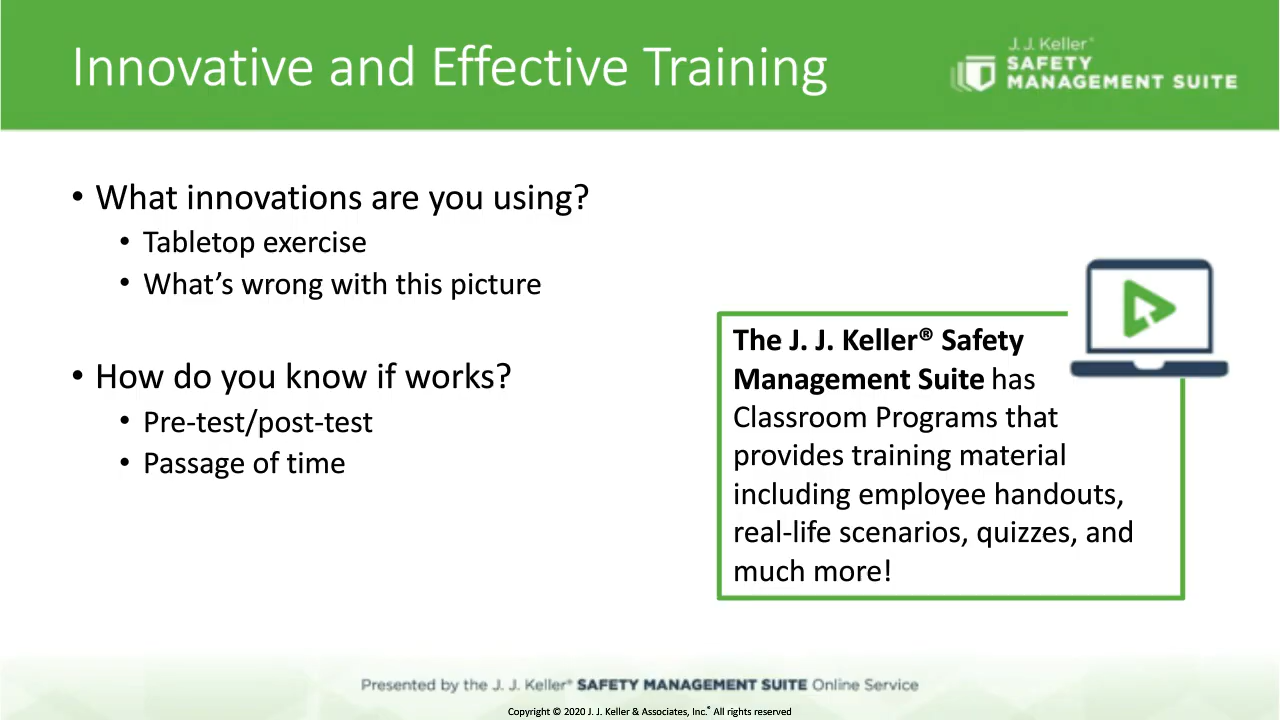 Innovative and Effective Training
J. J. Keller®
SAFETY
MANAGEMENT SUITE
• What innovations are you using?
• Tabletop exercise
• What’s wrong with this picture
• How do you know if works?
• Pre-test/post-test
• Passage of time
The J. J. Keller® Safety
Management Suite has
Classroom Programs that
provides training material
including employee handouts,
real-life scenarios, quizzes, and
much more!
Presented by the J. J. Keller® SAFETY MANAGEMENT SUITE Online Service
Copyright © 2020 J. J. Keller & Associates, Inc.® All rights reserved